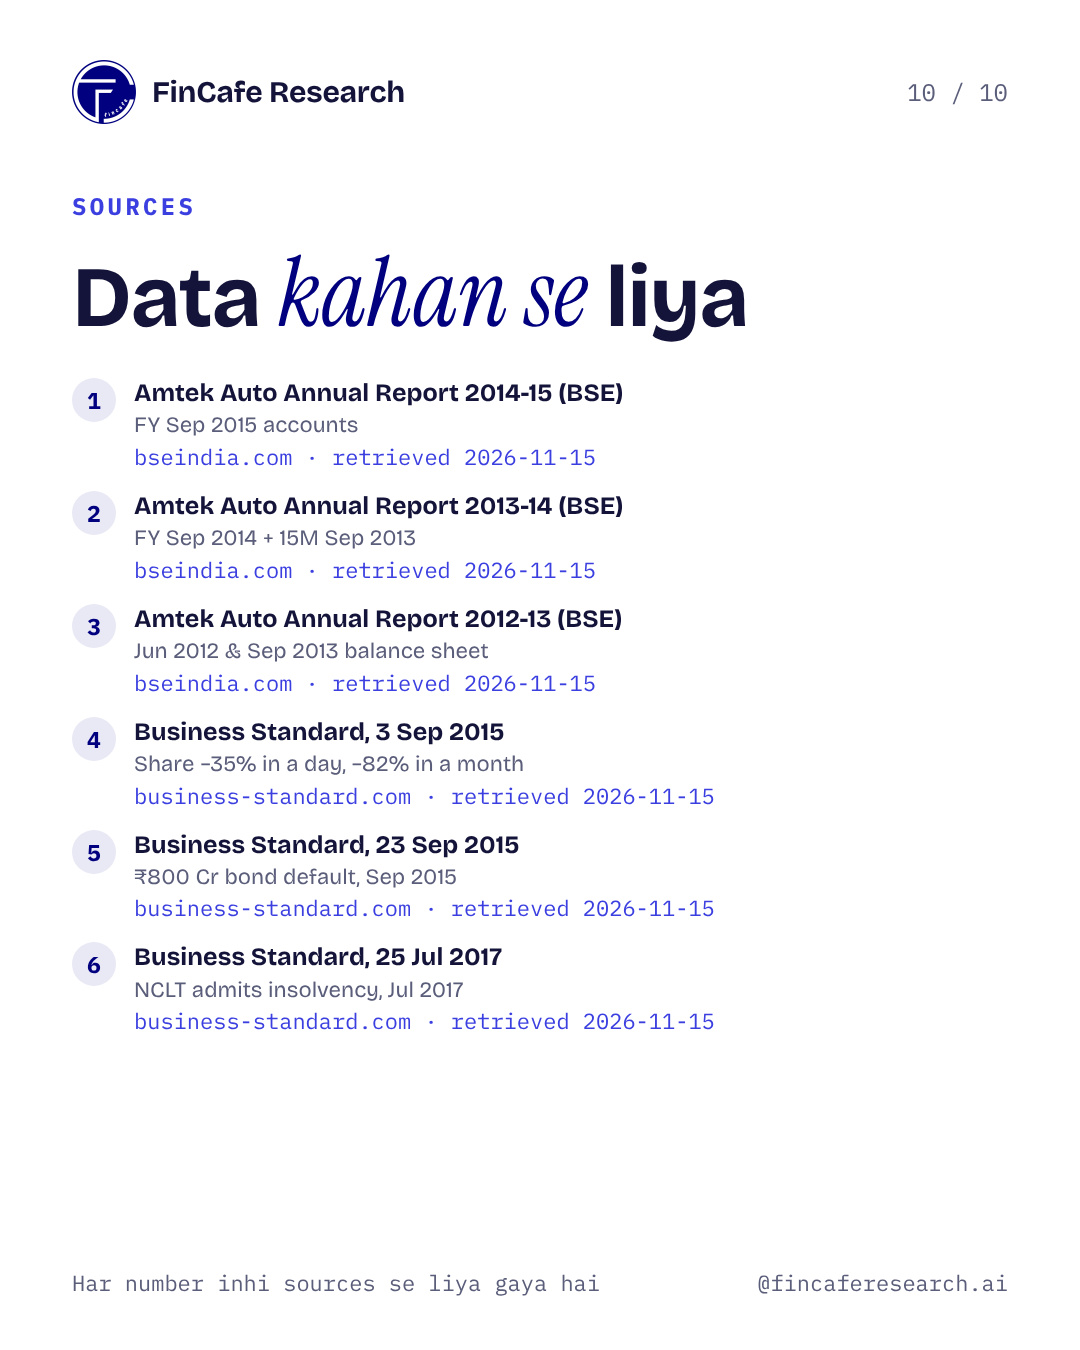 FinCafe Research
10 / 10
SOURCES
Data kahan se liya
1
Amtek Auto Annual Report 2014-15 (BSE)
FY Sep 2015 accounts
bseindia.com · retrieved 2026-11-15
2
Amtek Auto Annual Report 2013-14 (BSE)
FY Sep 2014 + 15M Sep 2013
bseindia.com · retrieved 2026-11-15
3
Amtek Auto Annual Report 2012-13 (BSE)
Jun 2012 & Sep 2013 balance sheet
bseindia.com · retrieved 2026-11-15
4
Business Standard, 3 Sep 2015
Share −35% in a day, −82% in a month
business-standard.com · retrieved 2026-11-15
5
Business Standard, 23 Sep 2015
₹800 Cr bond default, Sep 2015
business-standard.com · retrieved 2026-11-15
6
Business Standard, 25 Jul 2017
NCLT admits insolvency, Jul 2017
business-standard.com · retrieved 2026-11-15
Har number inhi sources se liya gaya hai
@fincaferesearch.ai